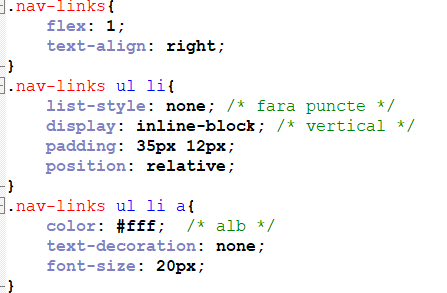 .nav-links{
flex: 1;
text-align: right;
}
.nav-links ul li{
list-style: none; /* fara puncte */
display: inline-block; /* vertical */
padding: 35px 12px;
position: relative;
}
.nav-links ul li a{
color: #fff;  /* alb */
text-decoration: none;
font-size: 20px;
}